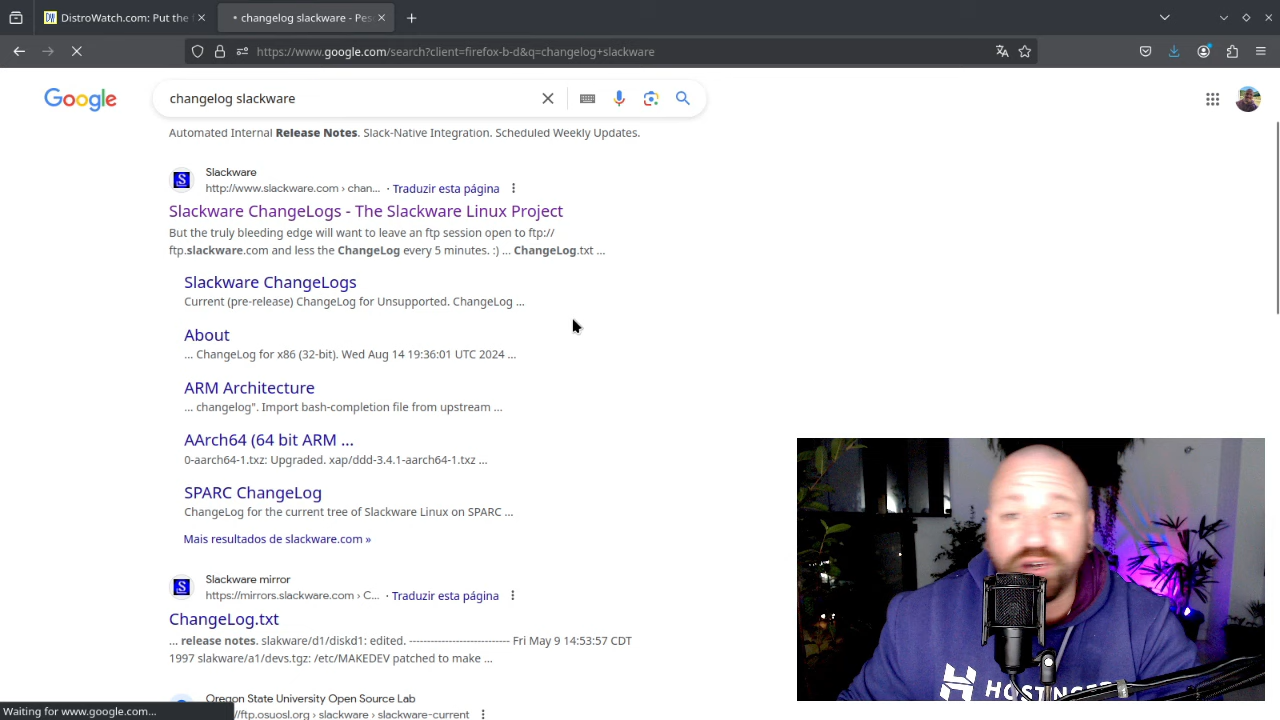 DistroWatch.com: Put the f
changelog slackware - Pes
https://www.google.com/search?client=firefox-b-d&q=changelog+slackware
Google
changelog slackware
Automated Internal Release Notes. Slack-Native Integration. Scheduled Weekly Updates.
Slackware
http://www.slackware.com › chan... · Traduzir esta página
Slackware ChangeLogs - The Slackware Linux Project
But the truly bleeding edge will want to leave an ftp session open to ftp://
ftp.slackware.com and less the ChangeLog every 5 minutes. :) ... ChangeLog.txt ...
Slackware ChangeLogs
Current (pre-release) ChangeLog for Unsupported. ChangeLog ...
About
... ChangeLog for x86 (32-bit). Wed Aug 14 19:36:01 UTC 2024 ...
ARM Architecture
... changelog". Import bash-completion file from upstream ...
AArch64 (64 bit ARM ...
0-aarch64-1.txz: Upgraded. xap/ddd-3.4.1-aarch64-1.txz ...
SPARC ChangeLog
ChangeLog for the current tree of Slackware Linux on SPARC ...
Mais resultados de slackware.com »
Slackware mirror
https://mirrors.slackware.com › C... · Traduzir esta página
ChangeLog.txt
... release notes. slakware/d1/diskd1: edited. --------------------------- Fri May 9 14:53:57 CDT
1997 slakware/a1/devs.tgz: /etc/MAKEDEV patched to make ...
Oregon State University Open Source Lab
//ftp.osuosl.org › slackware › slackware-current
Waiting for www.google.com...
HOSTINGE